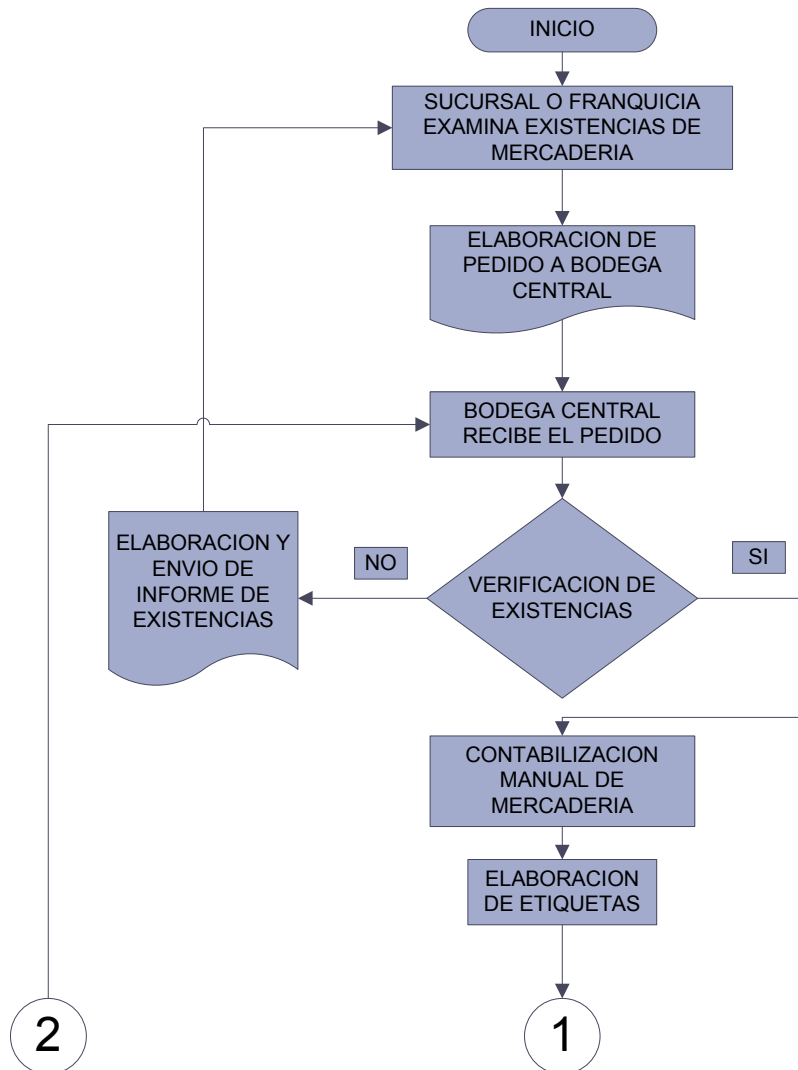 INICIO
SUCURSAL O FRANQUICIA
EXAMINA EXISTENCIAS DE
MERCADERIA
ELABORACION DE
PEDIDO A BODEGA
CENTRAL
BODEGA CENTRAL
RECIBE EL PEDIDO
ELABORACION Y
ENVIO DE
INFORME DE
EXISTENCIAS
NO
VERIFICACION DE
EXISTENCIAS
SI
CONTABILIZACION
MANUAL DE
MERCADERIA
ELABORACION
DE ETIQUETAS
2
1